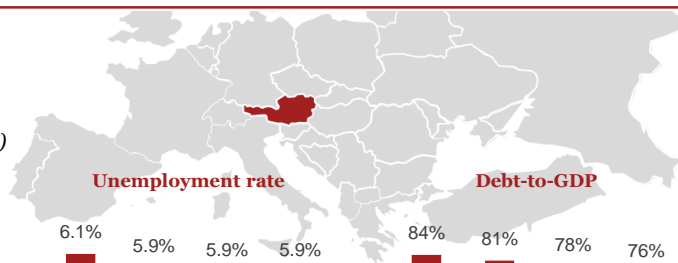 )
Unemployment rate Debt-to-GDP
6.1% 5.9% 5.9% 5.9% 84% 81% 78% 76%